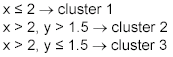 x ≤ 2 → cluster 1
x > 2, y > 1.5 → cluster 2
x > 2, y ≤ 1.5 → cluster 3